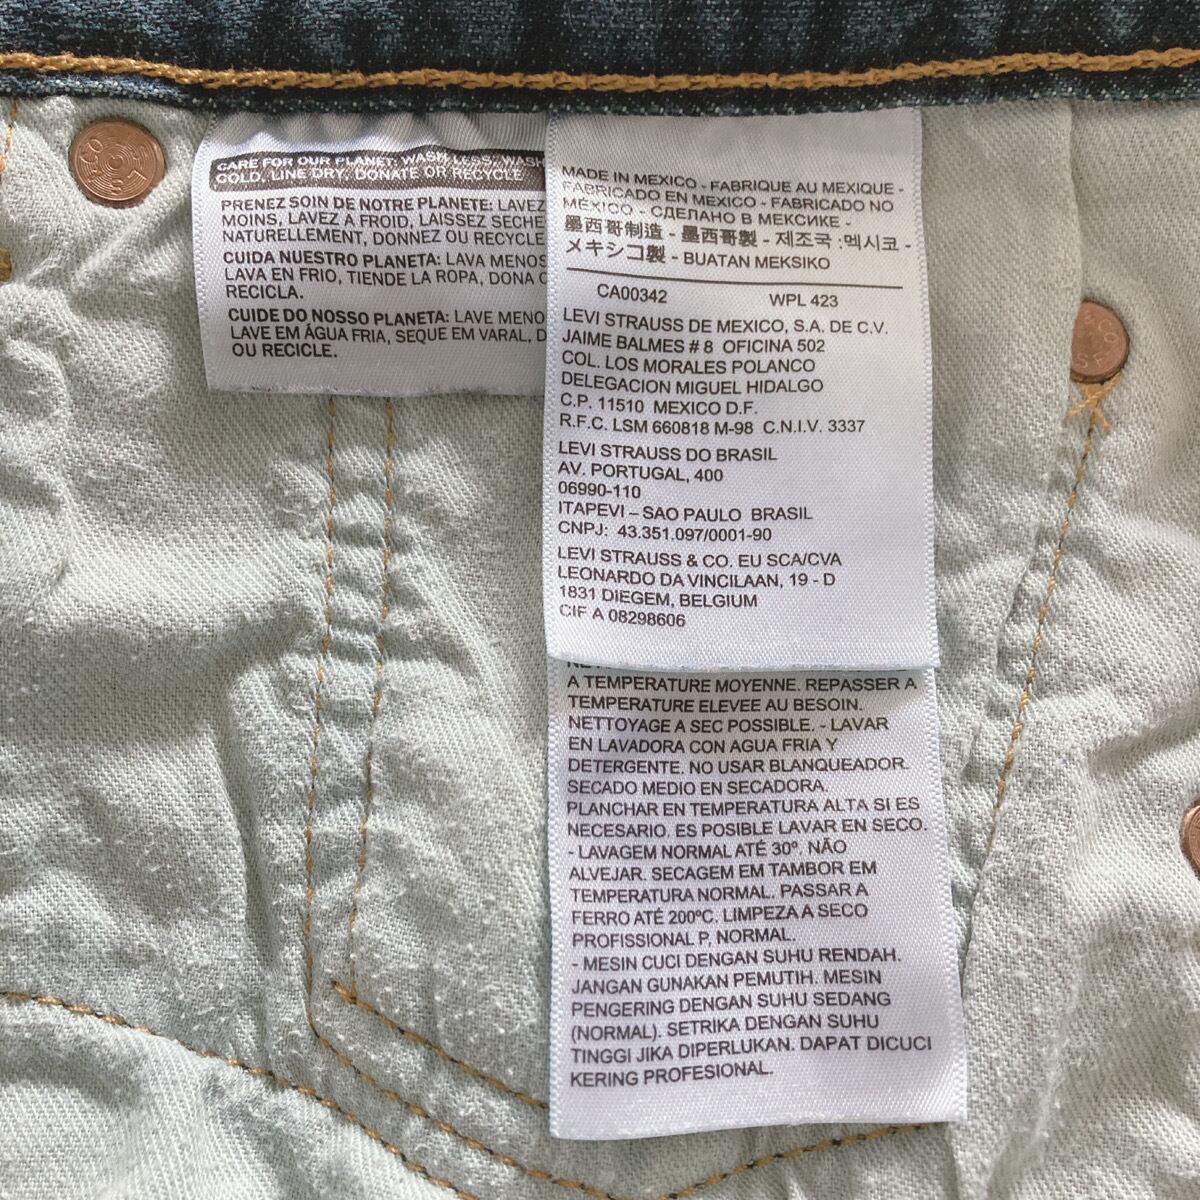 CARE FOR OUR PLANET: WASH LESS, WASH
COLD, LINE DRY, DONATE OR RECYCLE
PRENEZ SOIN DE NOTRE PLANETE: LAVEZ
MOINS, LAVEZ A FROID, LAISSEZ SECHE
NATURELLEMENT, DONNEZ OU RECYCLE
CUIDA NUESTRO PLANETA: LAVA MENOS
LAVA EN FRIO, TIENDE LA ROPA, DONA O
RECICLA.
CUIDE DO NOSSO PLANETA: LAVE MENO
LAVE EM ÁGUA FRIA, SEQUE EM VARAL, D
OU RECICLE.
MADE IN MEXICO - FABRIQUE AU MEXIQUE -
FABRICADO EN MEXICO - FABRICADO NO
MÉXICO - СДЕЛАНО В МЕКСИКЕ -
墨西哥制造 - 墨西哥製 - 제조국 :멕시코 -
メキシコ製 - BUATAN MEKSIKO
CA00342 WPL 423
LEVI STRAUSS DE MEXICO, S.A. DE C.V.
JAIME BALMES # 8 OFICINA 502
COL. LOS MORALES POLANCO
DELEGACION MIGUEL HIDALGO
C.P. 11510 MEXICO D.F.
R.F.C. LSM 660818 M-98 C.N.I.V. 3337
LEVI STRAUSS DO BRASIL
AV. PORTUGAL, 400
06990-110
ITAPEVI – SAO PAULO BRASIL
CNPJ: 43.351.097/0001-90
LEVI STRAUSS & CO. EU SCA/CVA
LEONARDO DA VINCILAAN, 19 - D
1831 DIEGEM, BELGIUM
CIF A 08298606
A TEMPERATURE MOYENNE. REPASSER A
TEMPERATURE ELEVEE AU BESOIN.
NETTOYAGE A SEC POSSIBLE. - LAVAR
EN LAVADORA CON AGUA FRIA Y
DETERGENTE. NO USAR BLANQUEADOR.
SECADO MEDIO EN SECADORA.
PLANCHAR EN TEMPERATURA ALTA SI ES
NECESARIO. ES POSIBLE LAVAR EN SECO.
- LAVAGEM NORMAL ATÉ 30º. NÃO
ALVEJAR. SECAGEM EM TAMBOR EM
TEMPERATURA NORMAL. PASSAR A
FERRO ATÉ 200ºC. LIMPEZA A SECO
PROFISSIONAL P, NORMAL.
- MESIN CUCI DENGAN SUHU RENDAH.
JANGAN GUNAKAN PEMUTIH. MESIN
PENGERING DENGAN SUHU SEDANG
(NORMAL). SETRIKA DENGAN SUHU
TINGGI JIKA DIPERLUKAN. DAPAT DICUCI
KERING PROFESIONAL.